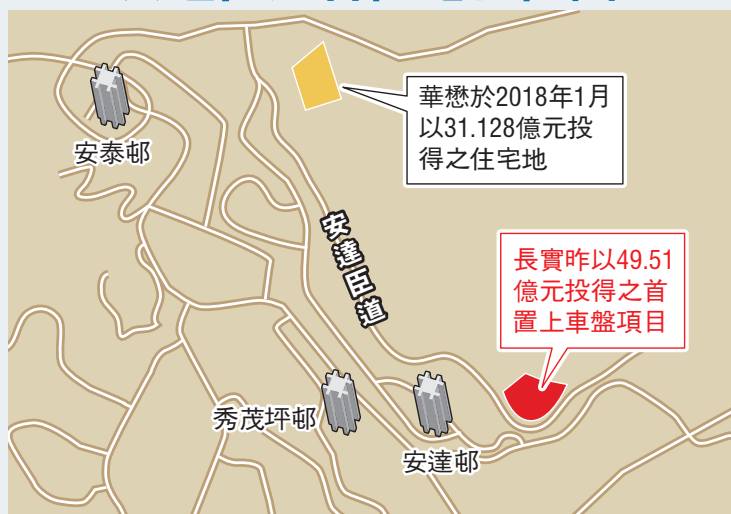 華懋於2018年1月
以31.128億元投
得之住宅地
安泰邨
安達臣道
長實昨以49.51
億元投得之首
置上車盤項目
秀茂坪邨
安達邨